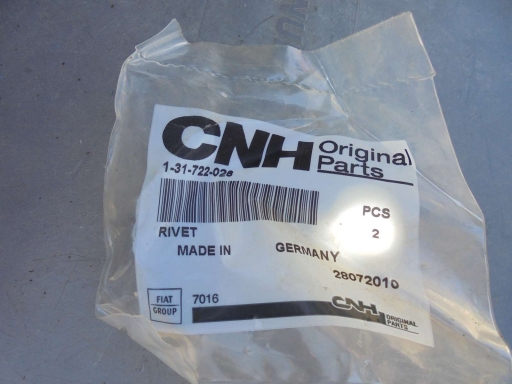 CNH Original Parts
1-31-722-028
PCS
RIVET 2
MADE IN GERMANY
28072010
FIAT GROUP
7016
CNH ORIGINAL PARTS